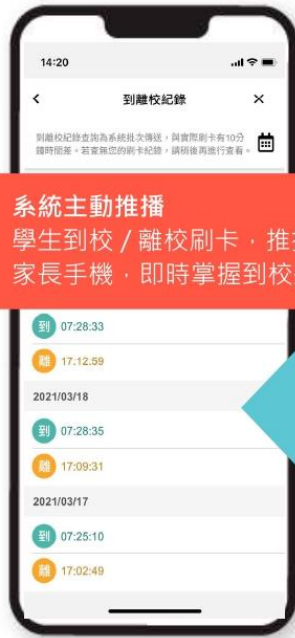 14:20
到離校紀錄
到離校紀錄查詢為系統批次傳送，與實際刷卡有10分
鐘時間差。若查無您的刷卡紀錄，請稍後再進行查看。
系統主動推播
學生到校 / 離校刷卡，推
家長手機，即時掌握到校
到 07:28:33
離 17.12.59
2021/03/18
到 07:28:35
離 17:09:31
2021/03/17
到 07:25:10
離 17:02:49